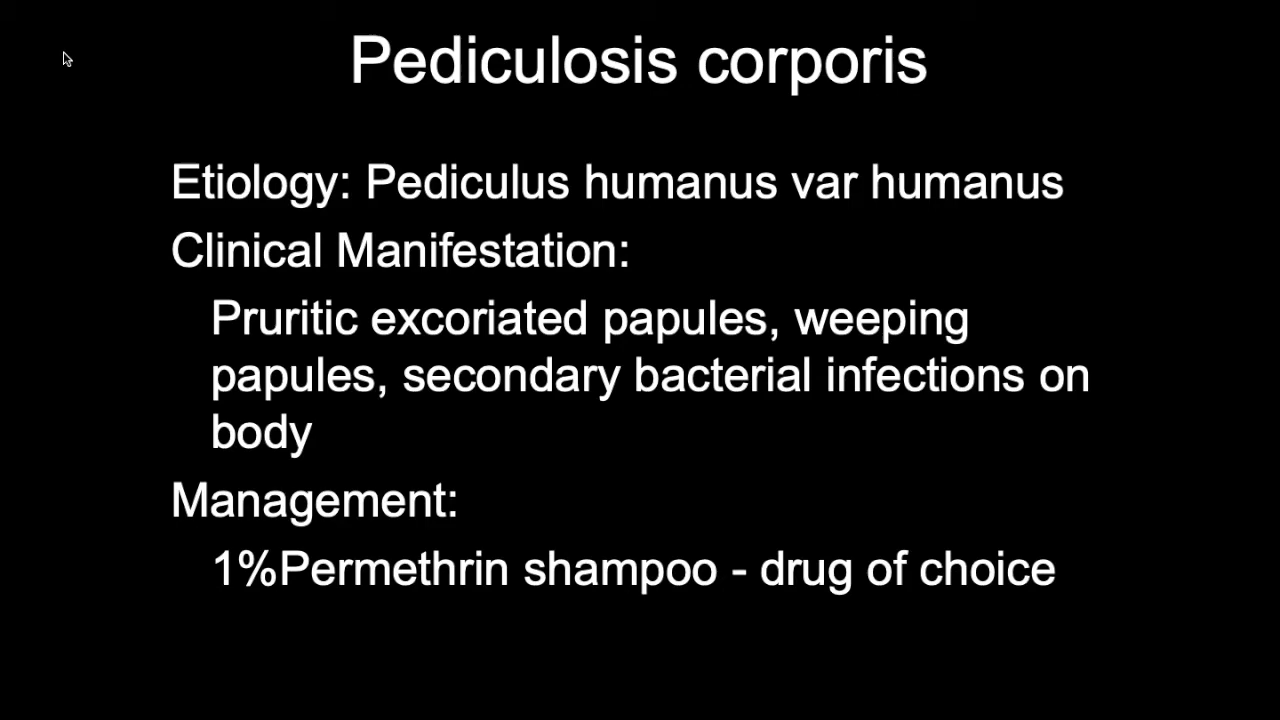 Pediculosis corporis
Etiology: Pediculus humanus var humanus
Clinical Manifestation:
Pruritic excoriated papules, weeping
papules, secondary bacterial infections on
body
Management:
1%Permethrin shampoo - drug of choice